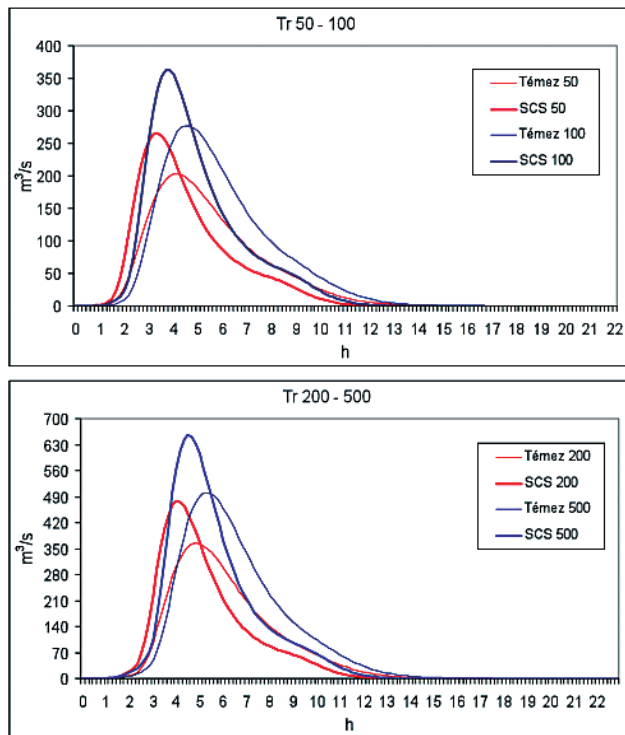 Tr 50 - 100
400
350
300
250
200
150
100
50
0
m³/s
Témez 50
SCS 50
Témez 100
SCS 100
0 1 2 3 4 5 6 7 8 9 10 11 12 13 14 15 16 17 18 19 20 21 22
h
Tr 200 - 500
700
630
560
490
420
350
280
210
140
70
0
m³/s
Témez 200
SCS 200
Témez 500
SCS 500
0 1 2 3 4 5 6 7 8 9 10 11 12 13 14 15 16 17 18 19 20 21 22
h